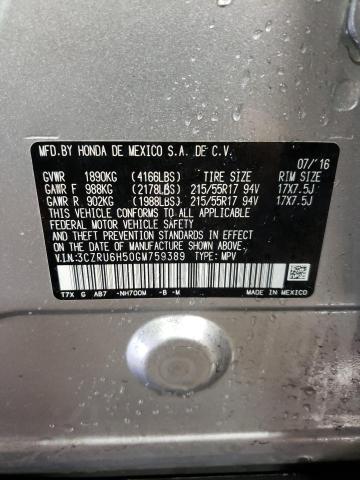 MFD.BY HONDA DE MEXICO S.A. DE C.V.
07/'16
GVWR 1890KG (4166LBS) TIRE SIZE RIM SIZE
GAWR F 988KG (2178LBS) 215/55R17 94V 17X7.5J
GAWR R 902KG (1988LBS) 215/55R17 94V 17X7.5J
THIS VEHICLE CONFORMS TO ALL APPLICABLE
FEDERAL MOTOR VEHICLE SAFETY AND
THEFT PREVENTION STANDARDS IN EFFECT ON
THE DATE OF MANUFACTURE SHOWN ABOVE.
V.I.N:3CZRU6H50GM759389 TYPE: MPV
T7X G AB7 -NH700M -B -M MADE IN MEXICO